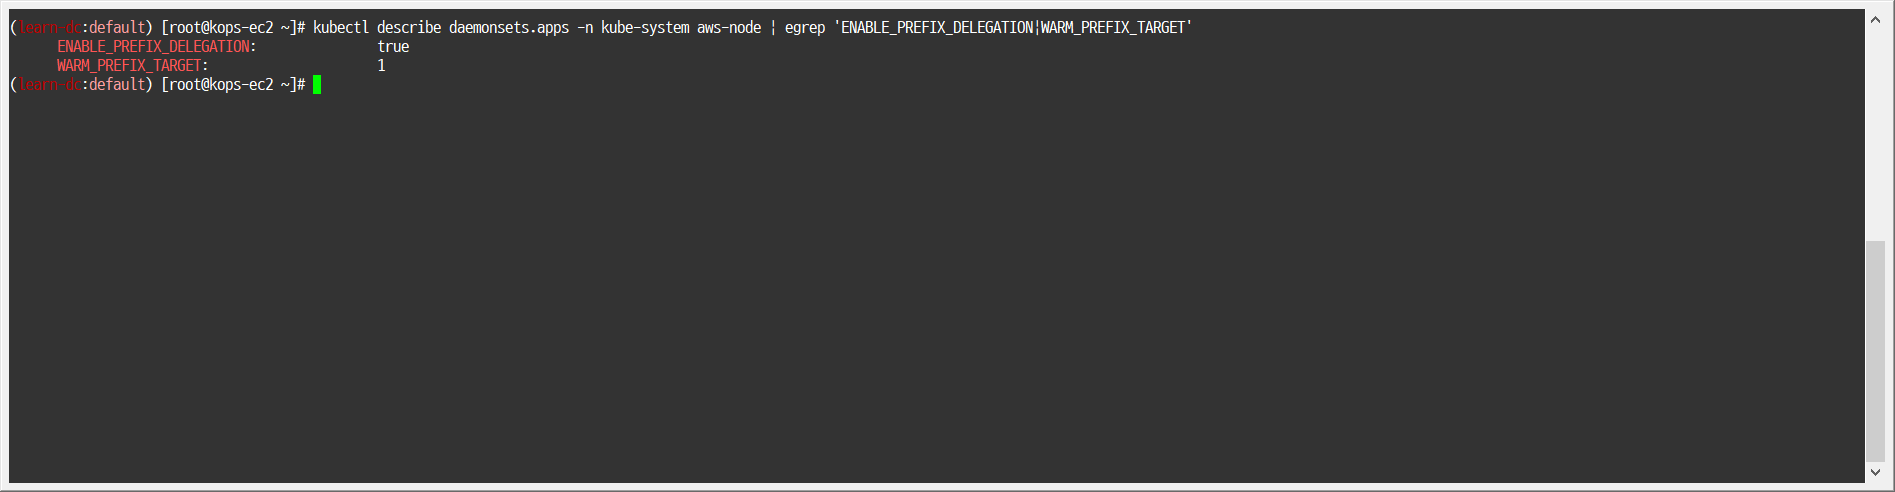 (learn-dc:default) [root@kops-ec2 ~]# kubectl describe daemonsets.apps -n kube-system aws-node | egrep 'ENABLE_PREFIX_DELEGATION|WARM_PREFIX_TARGET'
ENABLE_PREFIX_DELEGATION: true
WARM_PREFIX_TARGET: 1
(learn-dc:default) [root@kops-ec2 ~]#